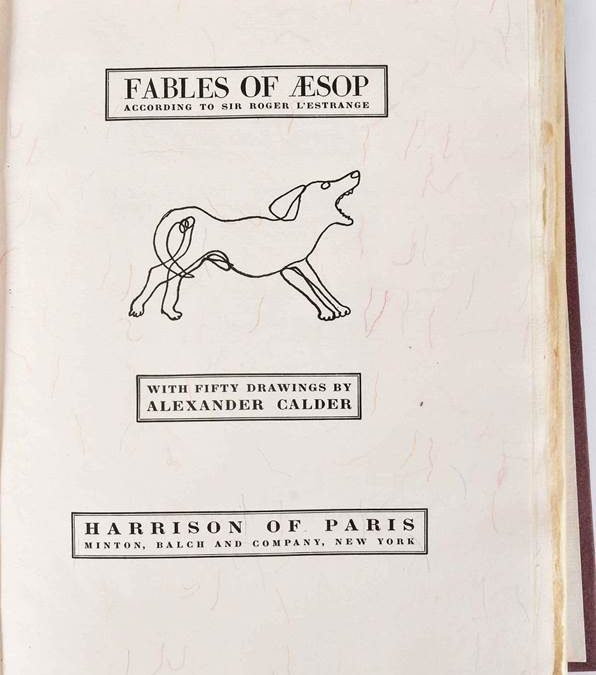 FABLES OF ÆSOP
ACCORDING TO SIR ROGER L'ESTRANGE
WITH FIFTY DRAWINGS BY
ALEXANDER CALDER
HARRISON OF PARIS
MINTON, BALCH AND COMPANY, NEW YORK